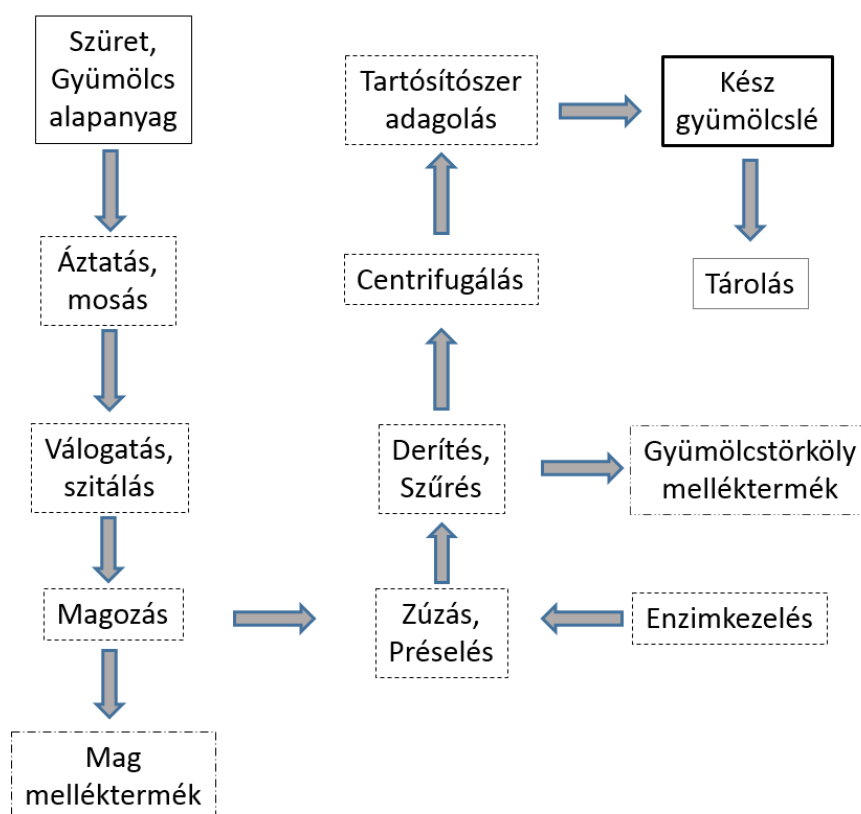 Szüret,
Gyümölcs
alapanyag
Áztatás,
mosás
Válogatás,
szitálás
Magozás
Mag
melléktermék
Tartósítószer
adagolás
Centrifugálás
Derítés,
Szűrés
Zúzás,
Préselés
Kész
gyümölcslé
Tárolás
Gyümölcstörköly
melléktermék
Enzimkezelés